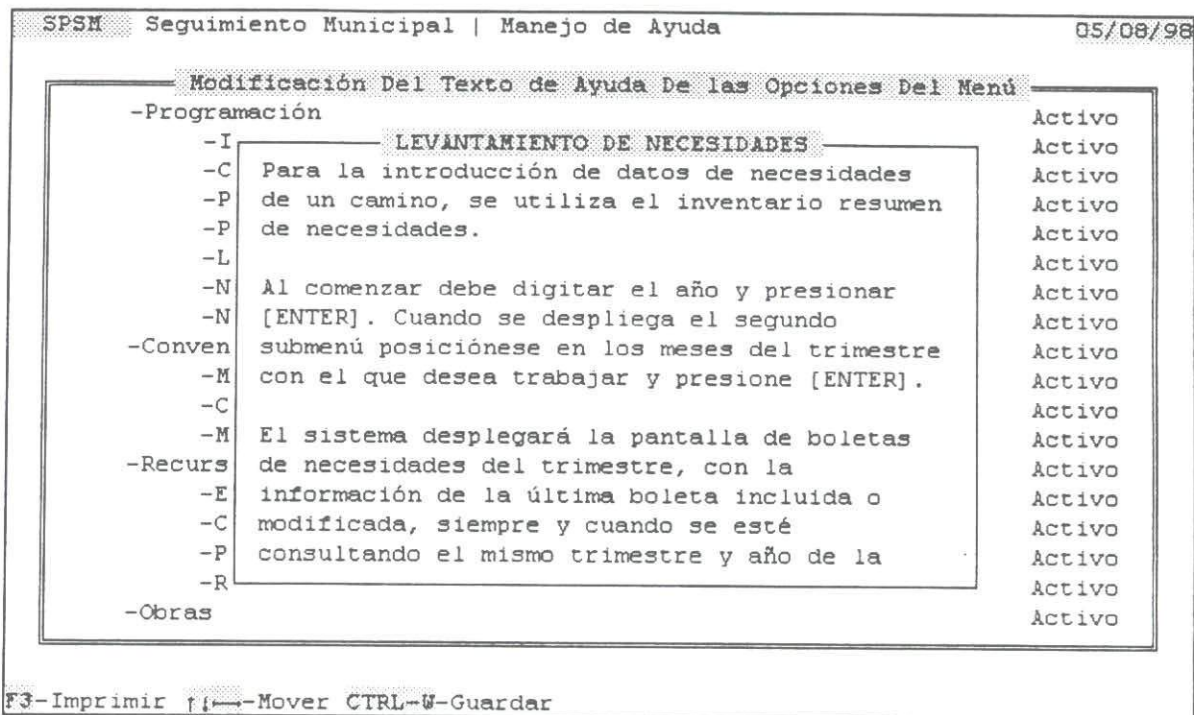 SPSM Seguimiento Municipal | Manejo de Ayuda 05/08/98
Modificación Del Texto de Ayuda De las Opciones Del Menú
-Programación Activo
-I LEVANTAMIENTO DE NECESIDADES Activo
-C Para la introducción de datos de necesidades Activo
-P de un camino, se utiliza el inventario resumen Activo
-P de necesidades. Activo
-L Activo
-N Al comenzar debe digitar el año y presionar Activo
-N [ENTER]. Cuando se despliega el segundo Activo
-Conven submenú posiciónese en los meses del trimestre Activo
-M con el que desea trabajar y presione [ENTER]. Activo
-C Activo
-M El sistema desplegará la pantalla de boletas Activo
-Recurs de necesidades del trimestre, con la Activo
-E información de la última boleta incluida o Activo
-C modificada, siempre y cuando se esté Activo
-P consultando el mismo trimestre y año de la Activo
-R Activo
-Obras Activo
F3-Imprimir ↑↓←→-Mover CTRL-W-Guardar